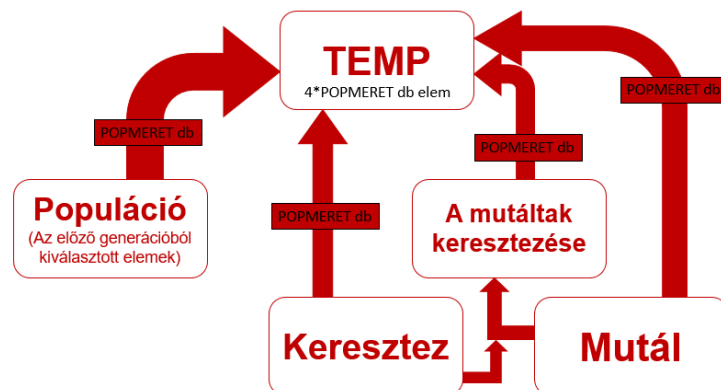 TEMP
4*POPMERET db elem
POPMERET db
POPMERET db
POPMERET db
POPMERET db
Populáció
(Az előző generációból
kiválasztott elemek)
A mutáltak
keresztezése
Keresztez
Mutál